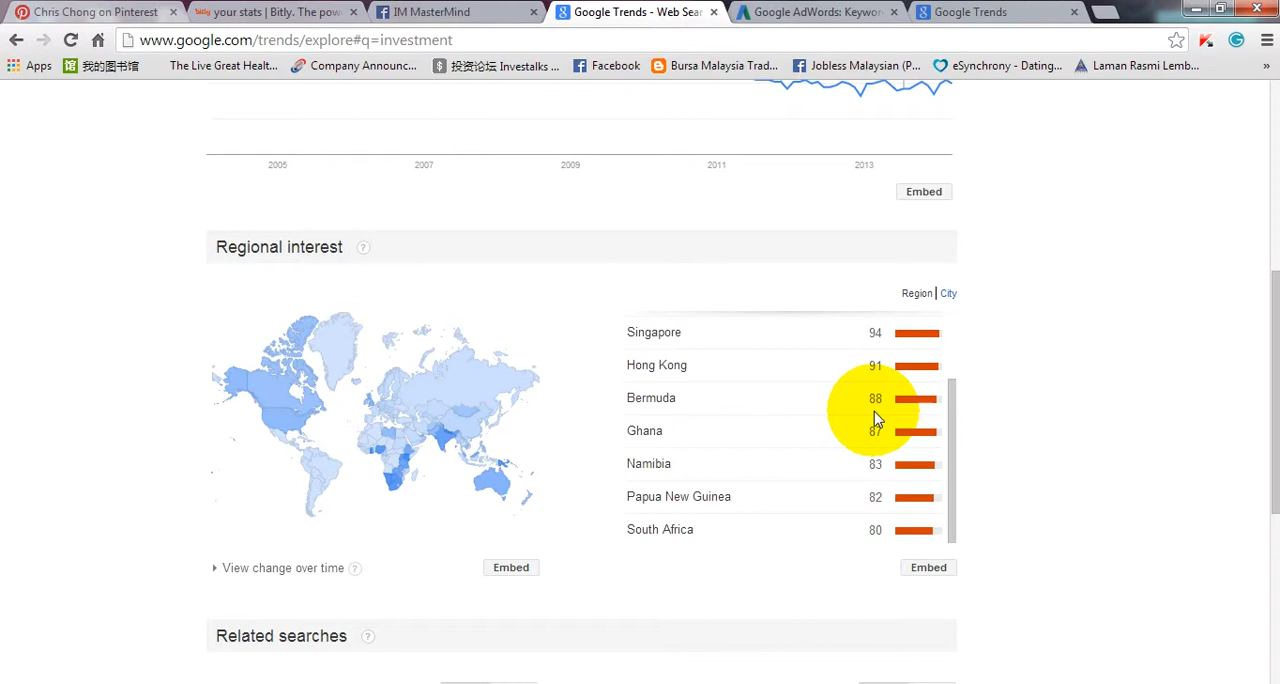 Chris Chong on Pinterest
bitly your stats | Bitly. The pow
IM MasterMind
Google Trends - Web Sear
Google AdWords: Keywor
Google Trends
www.google.com/trends/explore#q=investment
Apps
我的图书馆
The Live Great Healt...
Company Announc...
投资论坛 Investalks ...
Facebook
Bursa Malaysia Trad...
Jobless Malaysian (P...
eSynchrony - Dating...
Laman Rasmi Lemb...
»
2005 2007 2009 2011 2013
Embed
Regional interest ?
Region | City
Singapore 94
Hong Kong 91
Bermuda 88
Ghana 87
Namibia 83
Papua New Guinea 82
South Africa 80
View change over time ?
Embed
Embed
Related searches ?